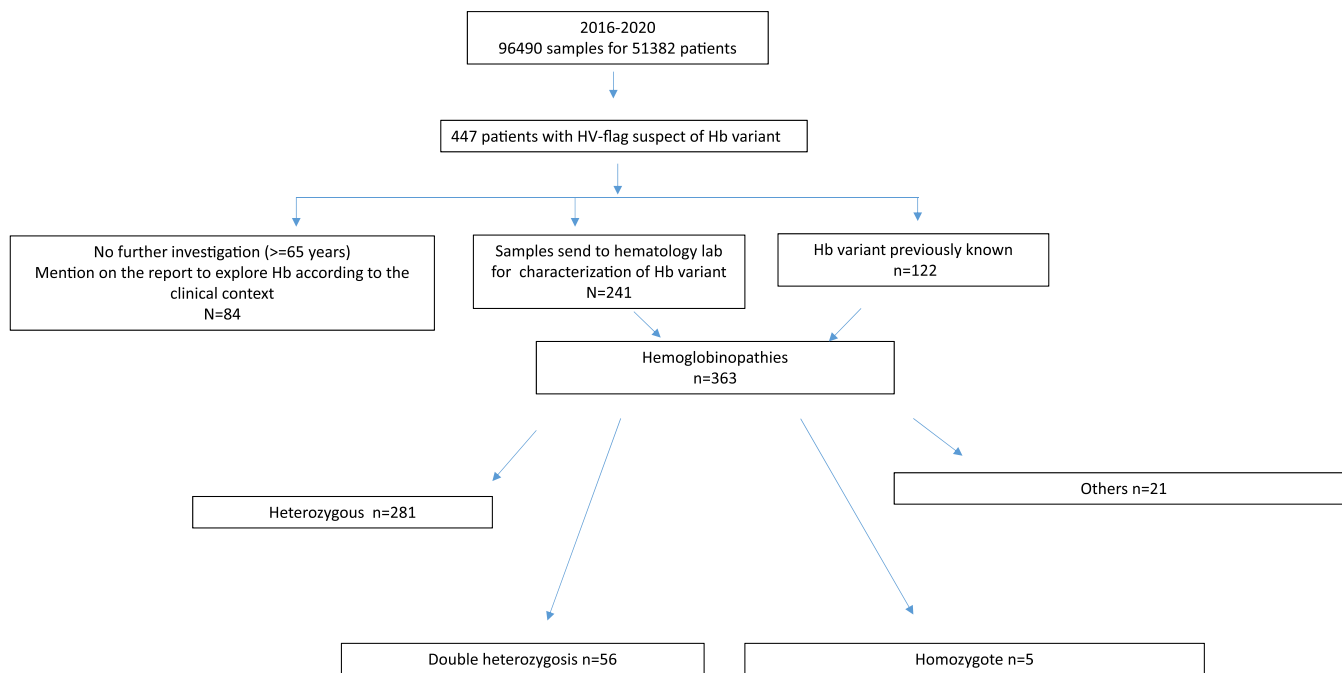 2016-2020
96490 samples for 51382 patients
447 patients with HV-flag suspect of Hb variant
No further investigation (>=65 years)
Mention on the report to explore Hb according to the
clinical context
N=84
Samples send to hematology lab
for characterization of Hb variant
N=241
Hb variant previously known
n=122
Hemoglobinopathies
n=363
Heterozygous n=281
Others n=21
Double heterozygosis n=56
Homozygote n=5